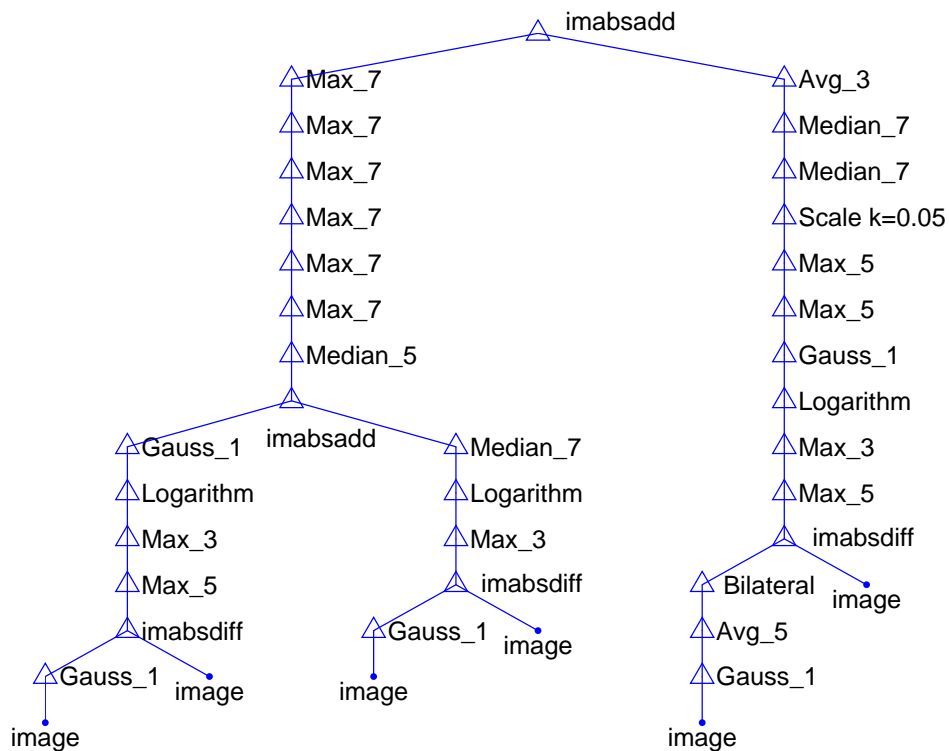 imabsadd
Max_7 Avg_3
Max_7 Median_7
Max_7 Median_7
Max_7 Scale k=0.05
Max_7 Max_5
Max_7 Max_5
Median_5 Gauss_1
Logarithm
imabsadd
Gauss_1 Median_7 Max_3
Logarithm Logarithm Max_5
Max_3 Max_3 imabsdiff
Max_5 imabsdiff Bilateral image
imabsdiff Gauss_1 image Avg_5
Gauss_1 image image Gauss_1
image image